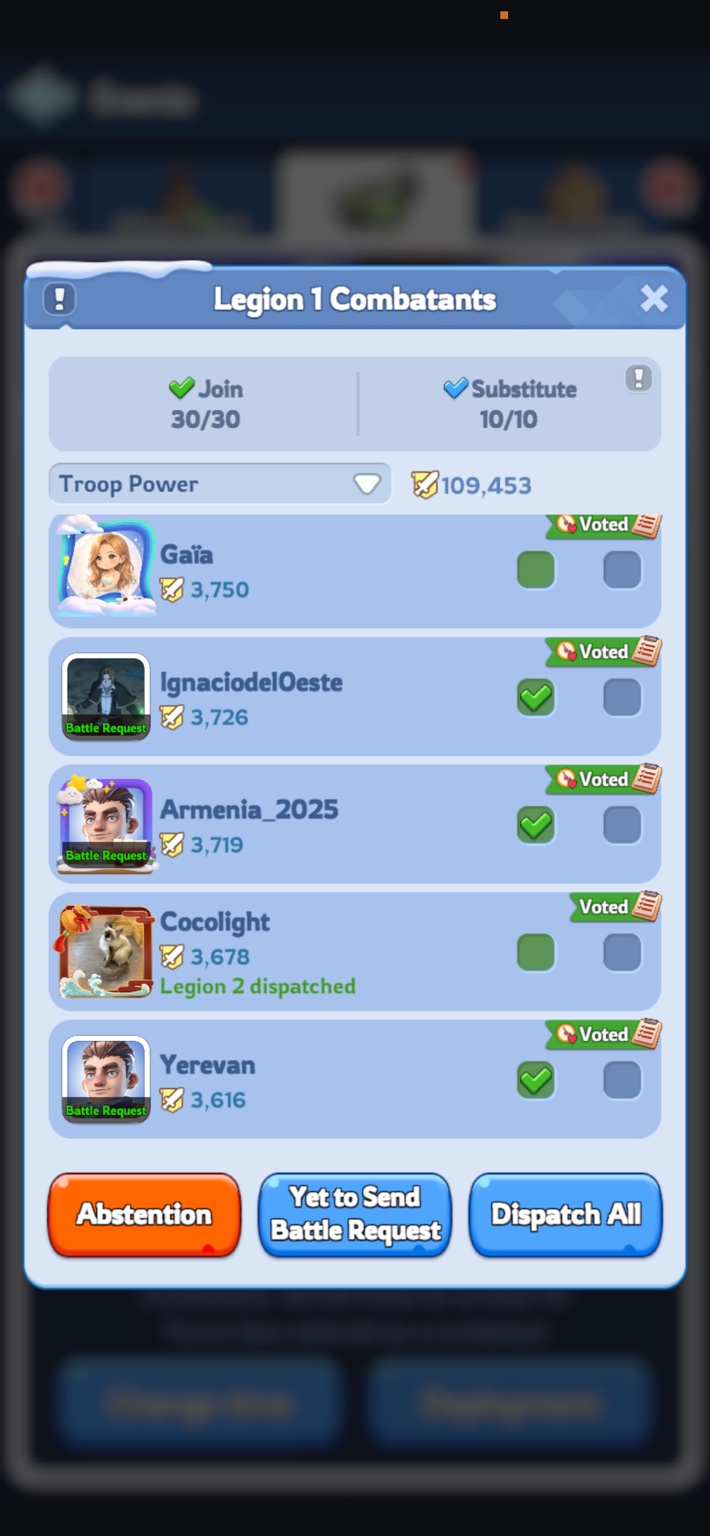 Legion 1 Combatants
Join
30/30
Substitute
10/10
Troop Power
109,453
Voted
Gaïa
3,750
Voted
IgnaciodelOeste
3,726
Battle Request
Voted
Armenia_2025
3,719
Battle Request
Voted
Cocolight
3,678
Legion 2 dispatched
Voted
Yerevan
3,616
Battle Request
Abstention
Yet to Send
Battle Request
Dispatch All